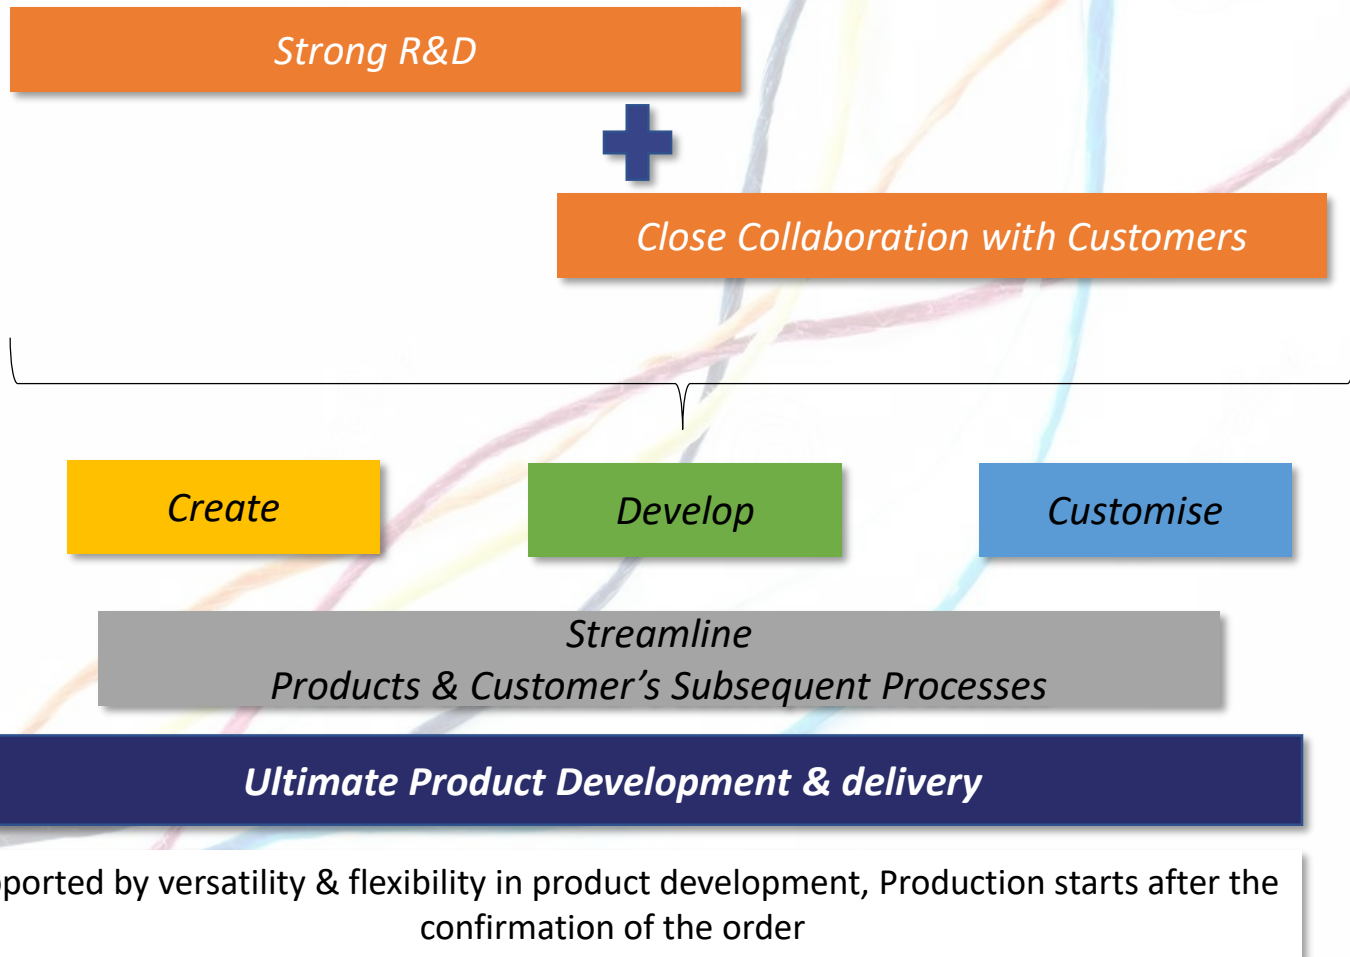 Strong R&D
Close Collaboration with Customers
Create
Develop
Customise
Streamline
Products & Customer’s Subsequent Processes
Ultimate Product Development & delivery
by versatility & flexibility in product development, Production starts after the
confirmation of the order